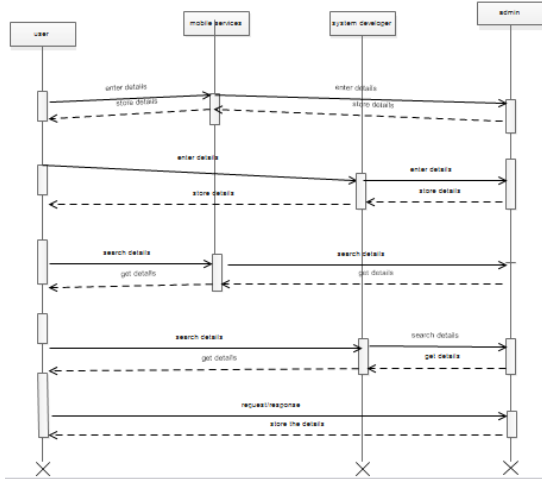 user
mobile services
system developer
admin
enter details
enter details
store details
store details
enter details
enter details
store details
store details
search details
search details
get details
get details
search details
search details
get details
get details
request/response
store the details